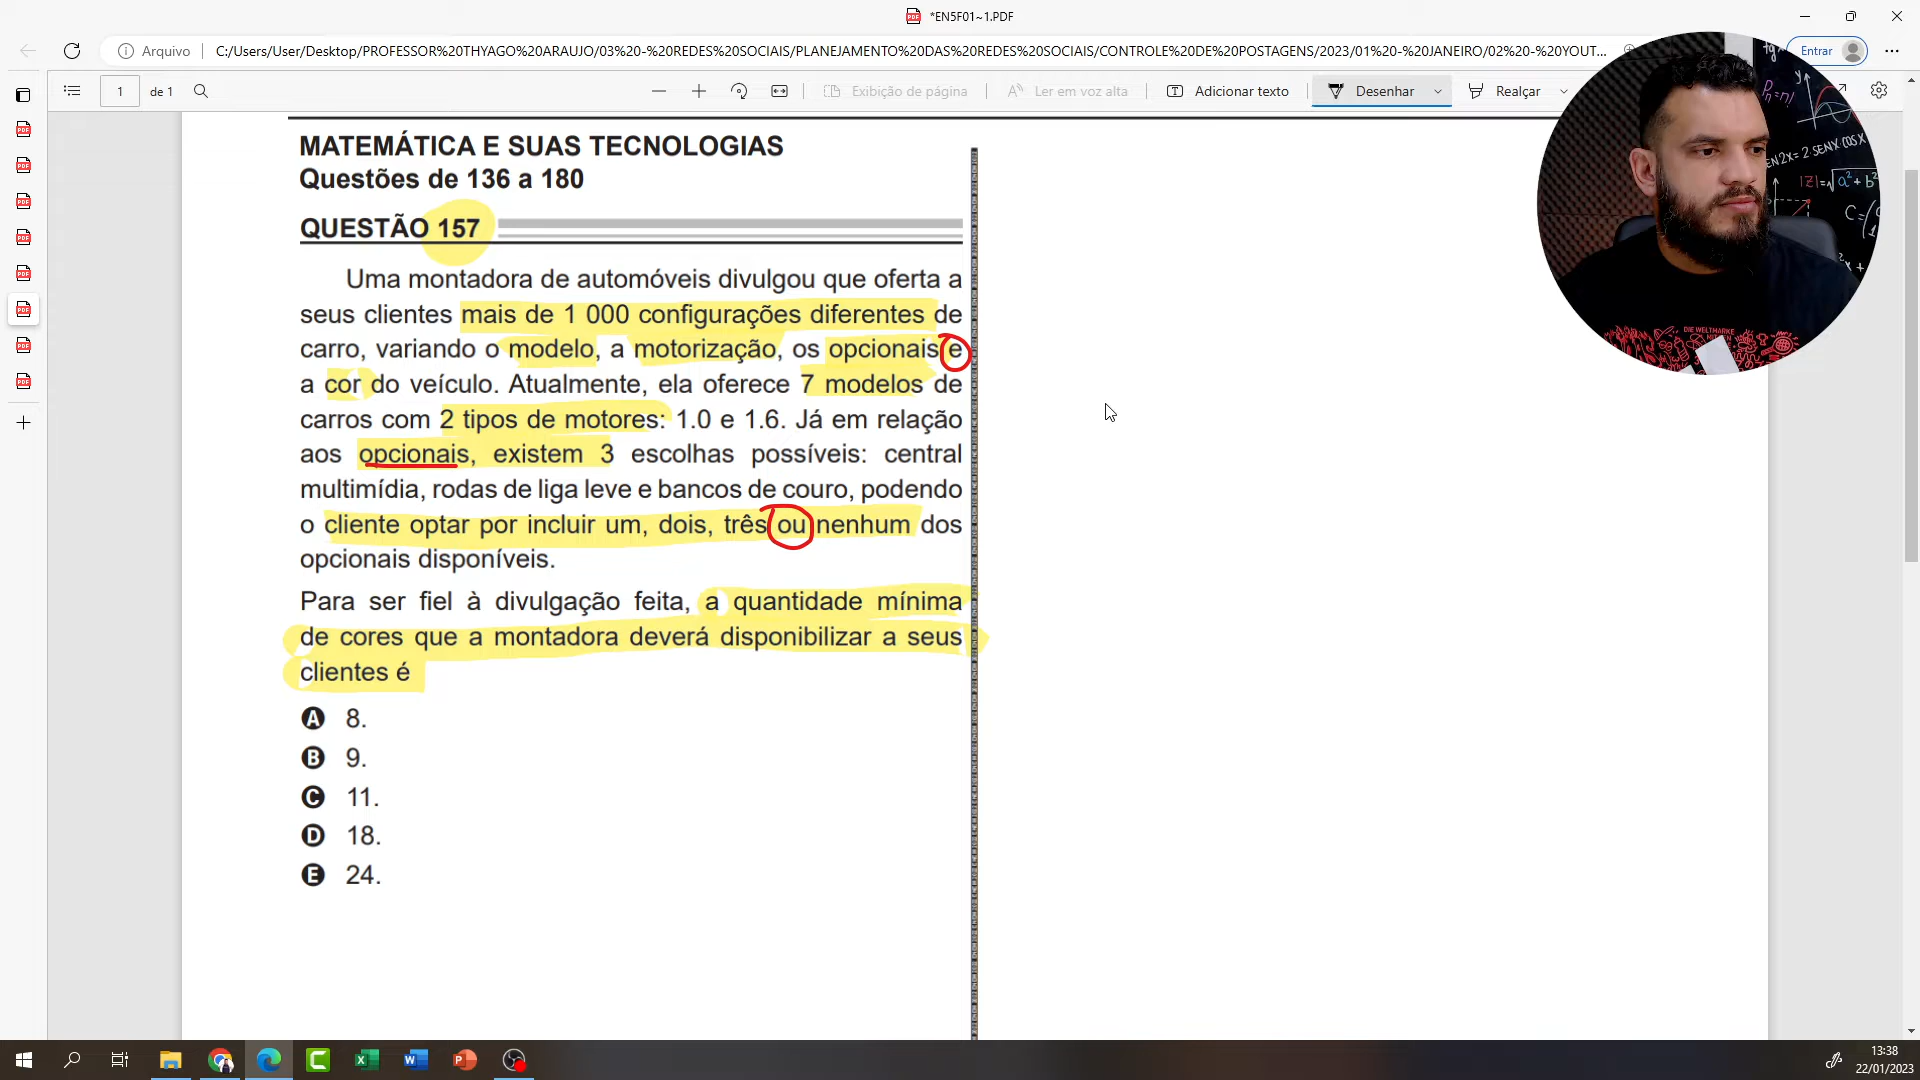 *EN5F01~1.PDF
Arquivo
C:/Users/User/Desktop/PROFESSOR%20THYAGO%20ARAUJO/03%20-%20REDES%20SOCIAIS/PLANEJAMENTO%20DAS%20REDES%20SOCIAIS/CONTROLE%20DE%20POSTAGENS/2023/01%20-%20JANEIRO/02%20-%20YOUT...
Entrar
1 de 1
Exibição de página
Ler em voz alta
Adicionar texto
Desenhar
Realçar
MATEMÁTICA E SUAS TECNOLOGIAS
Questões de 136 a 180
QUESTÃO 157
Uma montadora de automóveis divulgou que oferta a
seus clientes mais de 1 000 configurações diferentes de
carro, variando o modelo, a motorização, os opcionais e
a cor do veículo. Atualmente, ela oferece 7 modelos de
carros com 2 tipos de motores: 1.0 e 1.6. Já em relação
aos opcionais, existem 3 escolhas possíveis: central
multimídia, rodas de liga leve e bancos de couro, podendo
o cliente optar por incluir um, dois, três ou nenhum dos
opcionais disponíveis.
Para ser fiel à divulgação feita, a quantidade mínima
de cores que a montadora deverá disponibilizar a seus
clientes é
A 8.
B 9.
C 11.
D 18.
E 24.
DIE WELTMARKE
13:38
22/01/2023